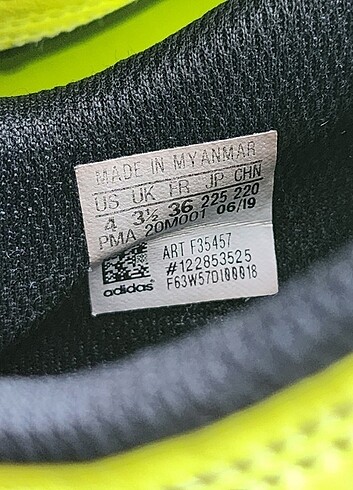 MADE IN MYANMAR
US UK FR JP CHN
4 3½ 36 225 220
PMA 20M001 06/19
ART F35457
#122853525
F63W57D100018
adidas